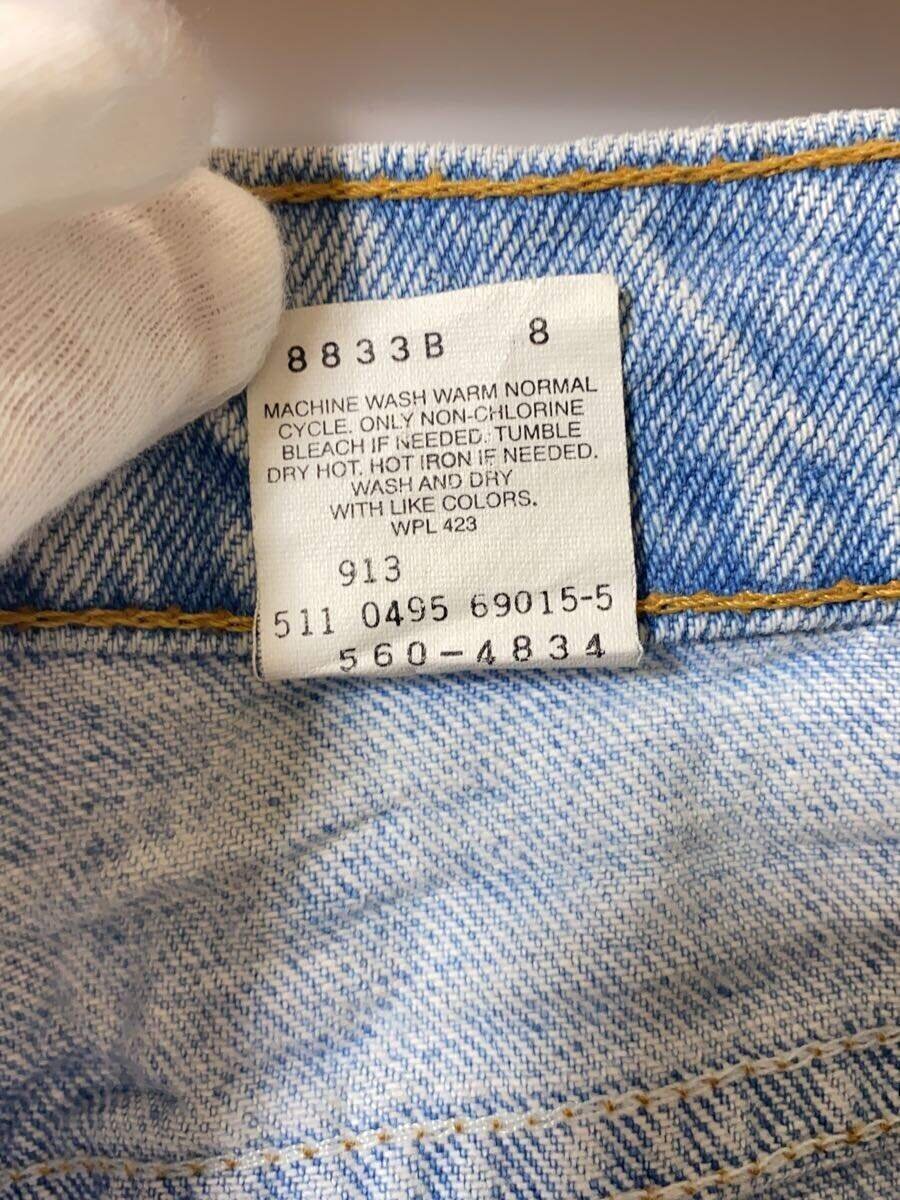 8833B 8
MACHINE WASH WARM NORMAL
CYCLE. ONLY NON-CHLORINE
BLEACH IF NEEDED. TUMBLE
DRY HOT. HOT IRON IF NEEDED.
WASH AND DRY
WITH LIKE COLORS.
WPL 423
913
511 0495 69015-5
560-4834